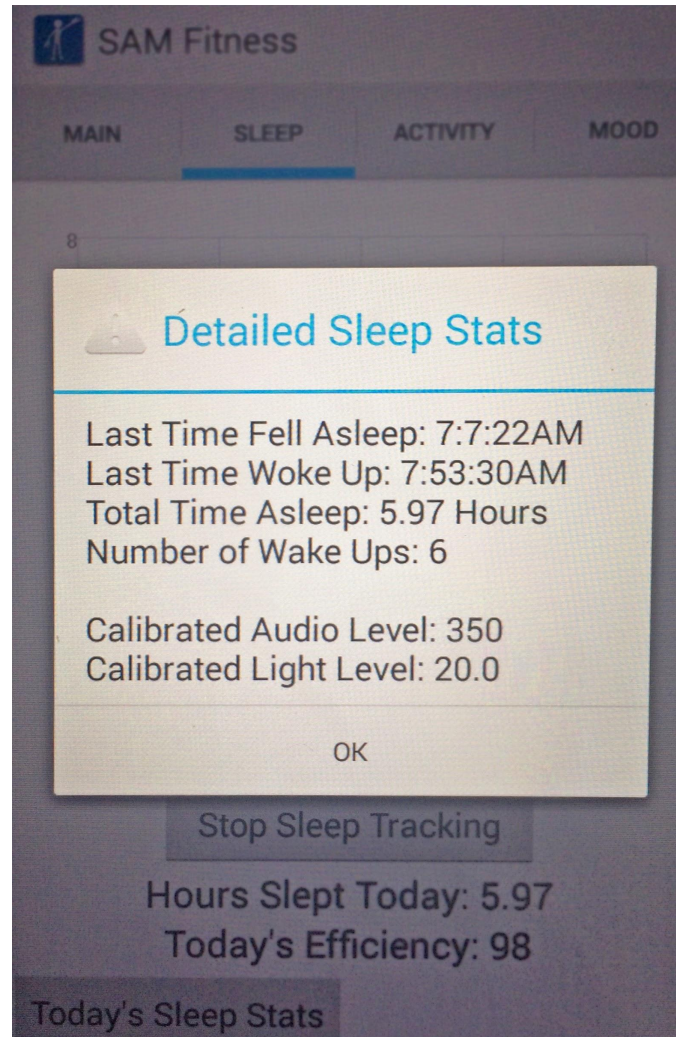 SAM Fitness
MAIN SLEEP ACTIVITY MOOD
8
Detailed Sleep Stats
Last Time Fell Asleep: 7:7:22AM
Last Time Woke Up: 7:53:30AM
Total Time Asleep: 5.97 Hours
Number of Wake Ups: 6
Calibrated Audio Level: 350
Calibrated Light Level: 20.0
OK
Stop Sleep Tracking
Hours Slept Today: 5.97
Today's Efficiency: 98
Today's Sleep Stats